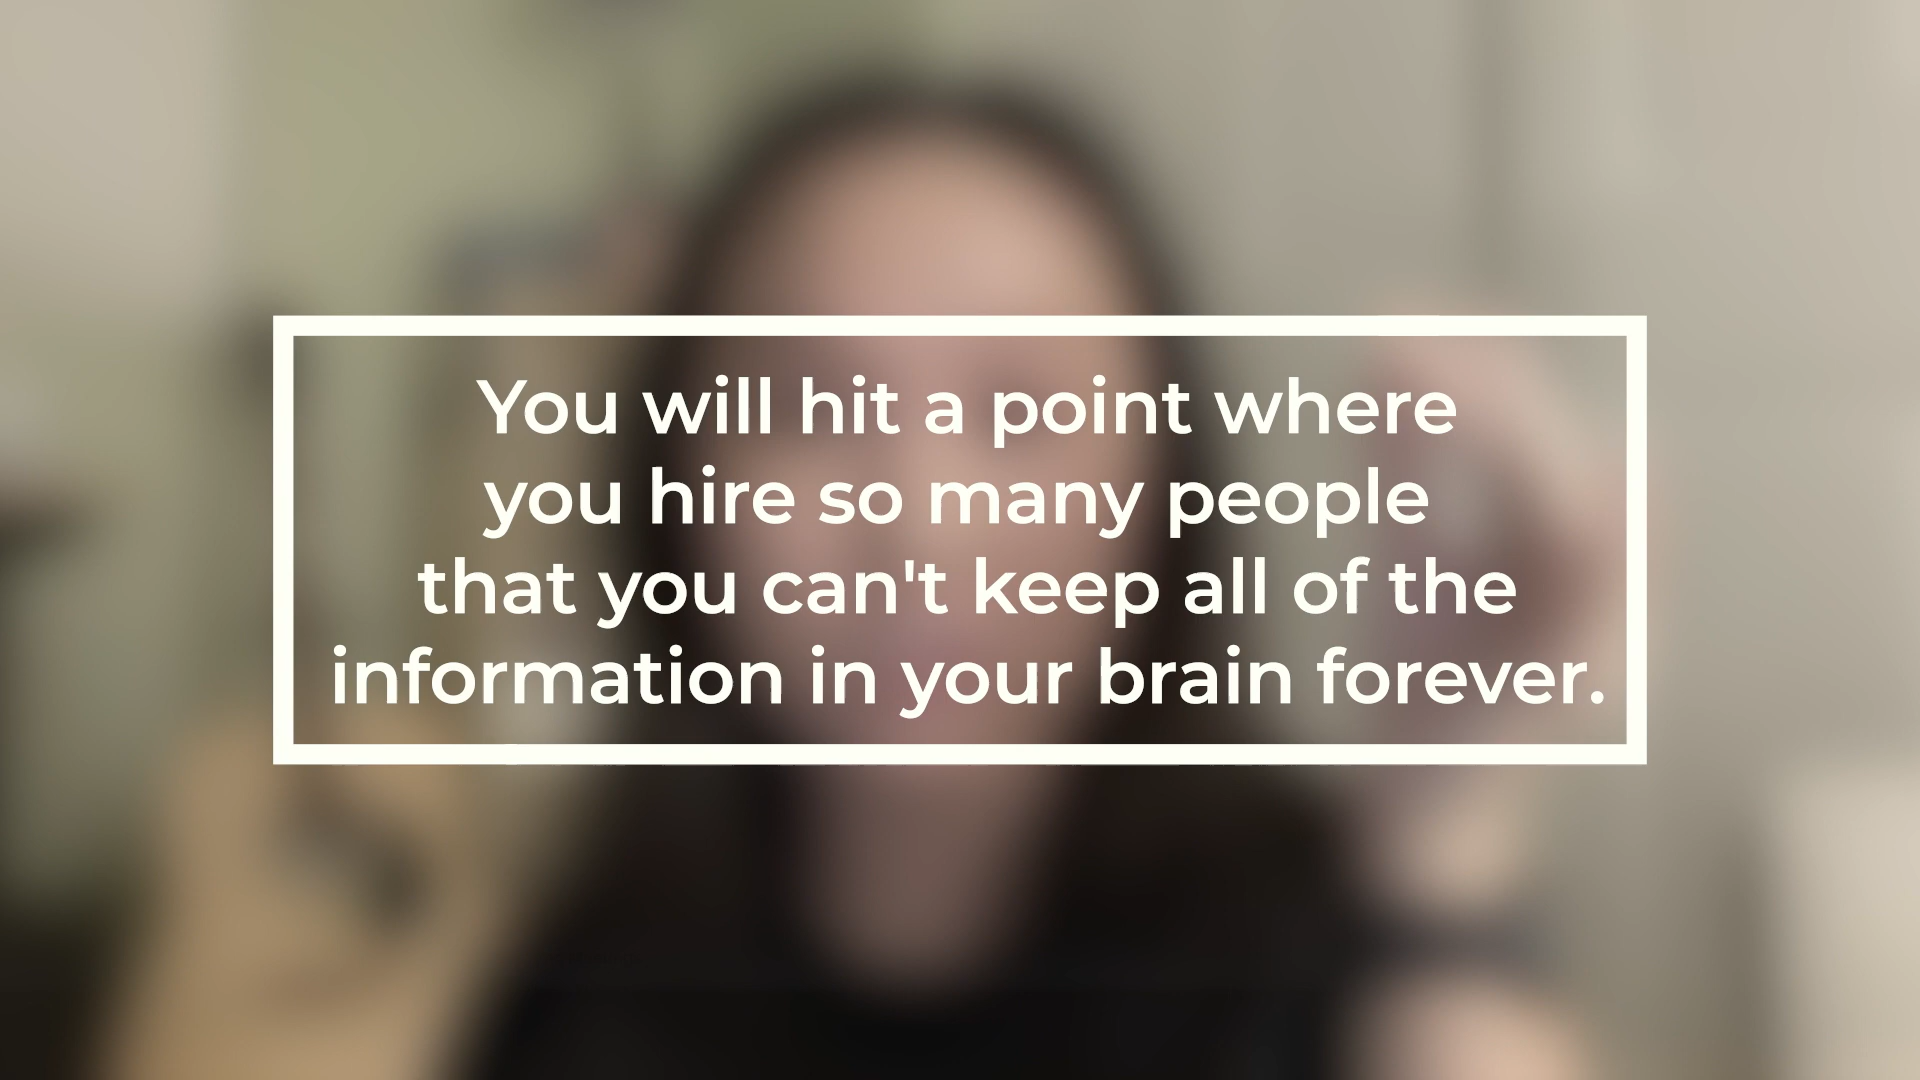 You will hit a point where
you hire so many people
that you can't keep all of the
information in your brain forever.